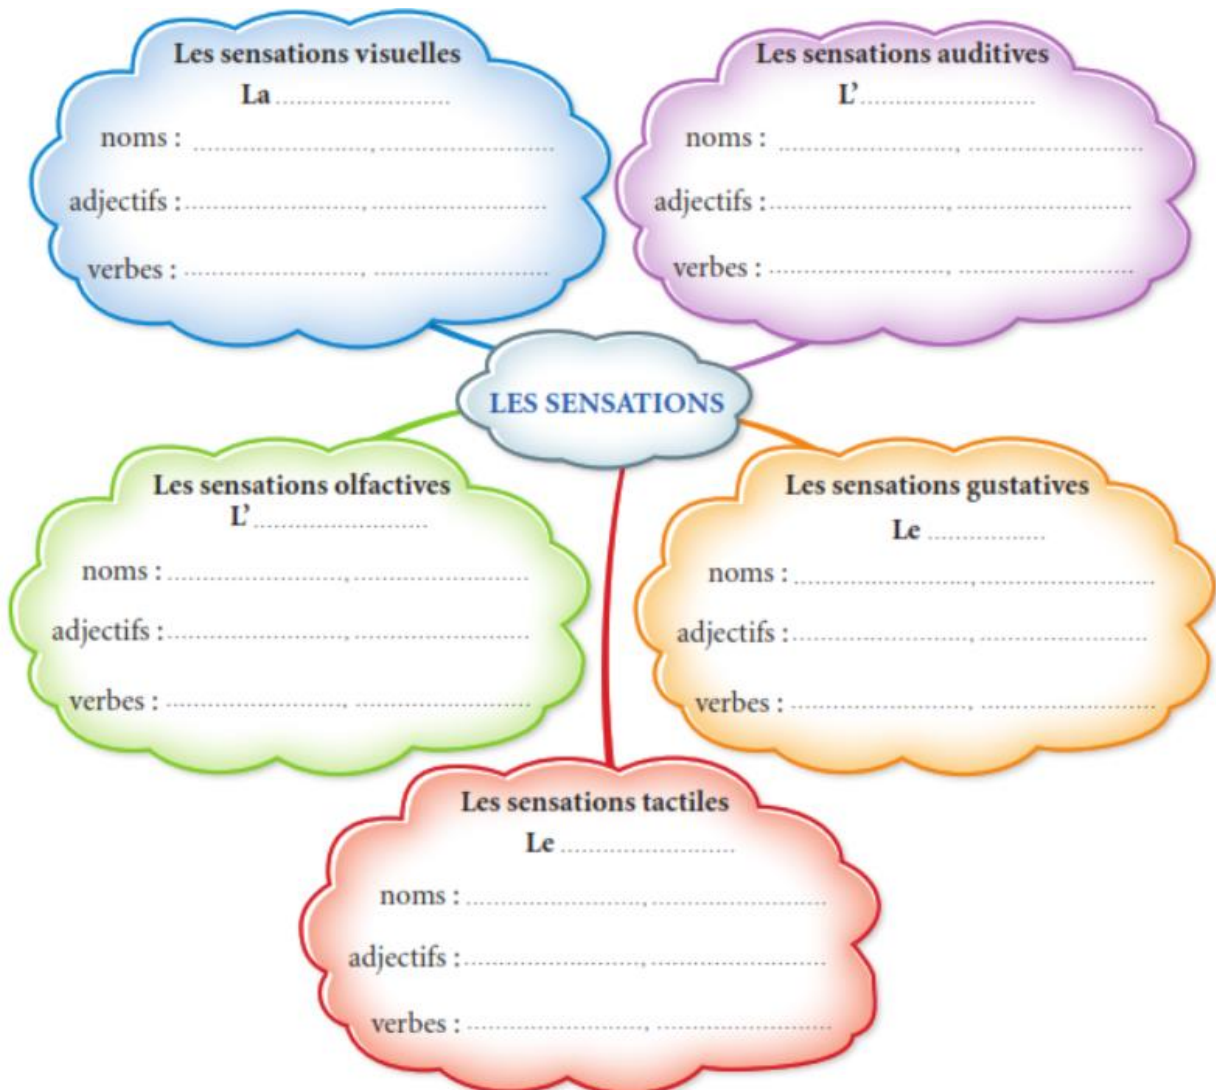 Les sensations visuelles
La ........................
noms : ........................, ........................
adjectifs : ........................, ........................
verbes : ........................, ........................
Les sensations auditives
L’ ........................
noms : ........................, ........................
adjectifs : ........................, ........................
verbes : ........................, ........................
LES SENSATIONS
Les sensations olfactives
L’ ........................
noms : ........................, ........................
adjectifs : ........................, ........................
verbes : ........................, ........................
Les sensations gustatives
Le ................
noms : ........................, ........................
adjectifs : ........................, ........................
verbes : ........................, ........................
Les sensations tactiles
Le ........................
noms : ........................, ........................
adjectifs : ........................, ........................
verbes : ........................, ........................